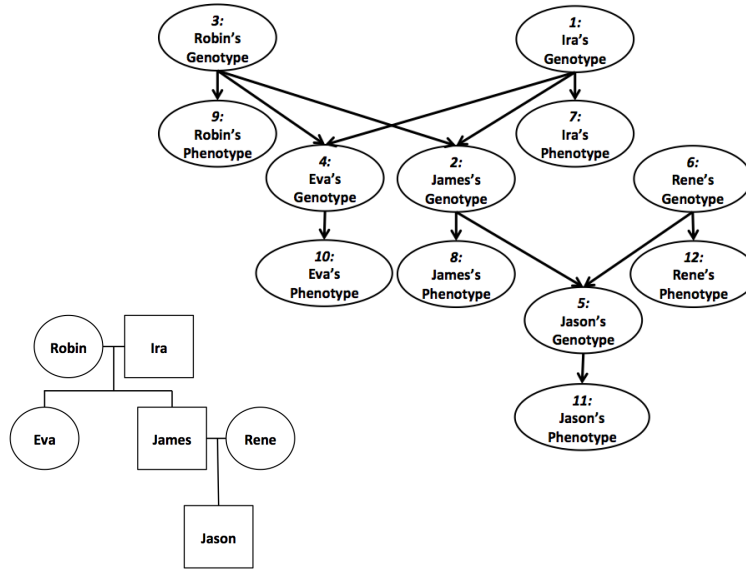 3:
Robin's
Genotype
1:
Ira's
Genotype
9:
Robin's
Phenotype
7:
Ira's
Phenotype
4:
Eva's
Genotype
2:
James's
Genotype
6:
Rene's
Genotype
10:
Eva's
Phenotype
8:
James's
Phenotype
12:
Rene's
Phenotype
5:
Jason's
Genotype
11:
Jason's
Phenotype
Robin
Ira
Eva
James
Rene
Jason